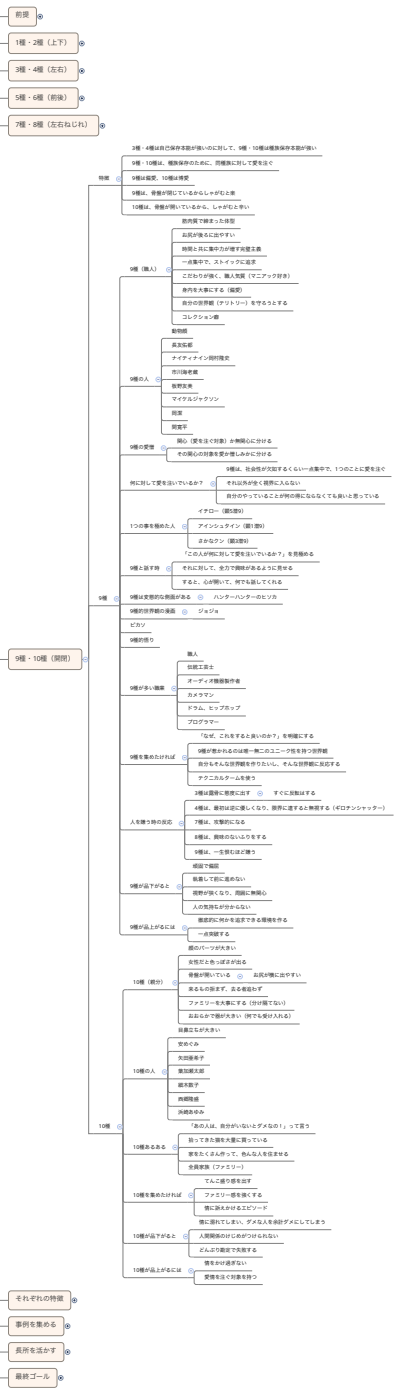 前提
1種・2種（上下）
3種・4種（左右）
5種・6種（前後）
7種・8種（左右ねじれ）
9種・10種（開閉）
特徴
3種・4種は自己保存本能が強いのに対して、9種・10種は種族保存本能が強い
9種・10種は、種族保存のために、同種族に対して愛を注ぐ
9種は偏愛、10種は博愛
9種は、骨盤が閉じているからしゃがむと楽
10種は、骨盤が開いているから、しゃがむと辛い
9種
9種（職人）
筋肉質で締まった体型
お尻が後ろに出やすい
時間と共に集中力が増す完璧主義
一点集中で、ストイックに追求
こだわりが強く、職人気質（マニアック好き）
身内を大事にする（偏愛）
自分の世界観（テリトリー）を守ろうとする
コレクション癖
9種の人
動物顔
長友佑都
ナイティナイン岡村隆史
市川海老蔵
板野友美
マイケルジャクソン
岡潔
間寛平
9種の愛憎
関心（愛を注ぐ対象）か無関心に分ける
その関心の対象を愛か憎しみかに分ける
何に対して愛を注いでいるか？
9種は、社会性が欠如するくらい一点集中で、1つのことに愛を注ぐ
それ以外が全く視界に入らない
自分のやっていることが何の得にならなくても良いと思っている
1つの事を極めた人
イチロー（鏡5腰9）
アインシュタイン（鏡1腰9）
さかなクン（鏡3腰9）
9種と話す時
「この人が何に対して愛を注いでいるか？」を見極める
それに対して、全力で興味があるように見せる
すると、心が開いて、何でも話してくれる
9種は変態的な側面がある
ハンターハンターのヒソカ
9種的世界観の漫画
ジョジョ
ピカソ
9種的悟り
9種が多い職業
職人
伝統工芸士
オーディオ機器製作者
カメラマン
ドラム、ヒップホップ
プログラマー
9種を集めたければ
「なぜ、これをすると良いのか？」を明確にする
9種が惹かれるのは唯一無二のユニーク性を持つ世界観
自分もそんな世界観を作りたいし、そんな世界観に反応する
テクニカルタームを使う
人を嫌う時の反応
3種は露骨に態度に出す
すぐに反転はする
4種は、最初は逆に優しくなり、限界に達すると無視する（ギロチンシャッター）
7種は、攻撃的になる
8種は、興味のないふりをする
9種は、一生恨むほど嫌う
9種が品下がると
頑固で偏屈
執着して前に進めない
視野が狭くなり、周囲に無関心
人の気持ちが分からない
9種が品上がるには
徹底的に何かを追求できる環境を作る
一点突破する
10種
10種（親分）
顔のパーツが大きい
女性だと色っぽさが出る
骨盤が開いている
お尻が横に出やすい
来るもの拒まず、去る者追わず
ファミリーを大事にする（分け隔てない）
おおらかで器が大きい（何でも受け入れる）
10種の人
目鼻立ちが大きい
安めぐみ
矢田亜希子
葉加瀬太郎
細木数子
西郷隆盛
浜崎あゆみ
10種あるある
「あの人は、自分がいないとダメなの！」って言う
拾ってきた猫を大量に買っている
家をたくさん作って、色んな人を住ませる
全員家族（ファミリー）
10種を集めたければ
てんこ盛り感を出す
ファミリー感を強くする
情に訴えかけるエピソード
10種が品下がると
情に溺れてしまい、ダメな人を余計ダメにしてしまう
人間関係のけじめがつけられない
どんぶり勘定で失敗する
10種が品上がるには
情をかけ過ぎない
愛情を注ぐ対象を持つ
それぞれの特徴
事例を集める
長所を活かす
最終ゴール